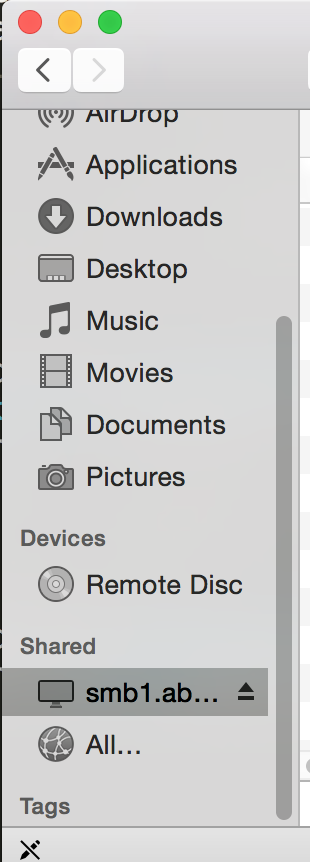 AirDrop
Applications
Downloads
Desktop
Music
Movies
Documents
Pictures
Devices
Remote Disc
Shared
smb1.ab...
All...
Tags